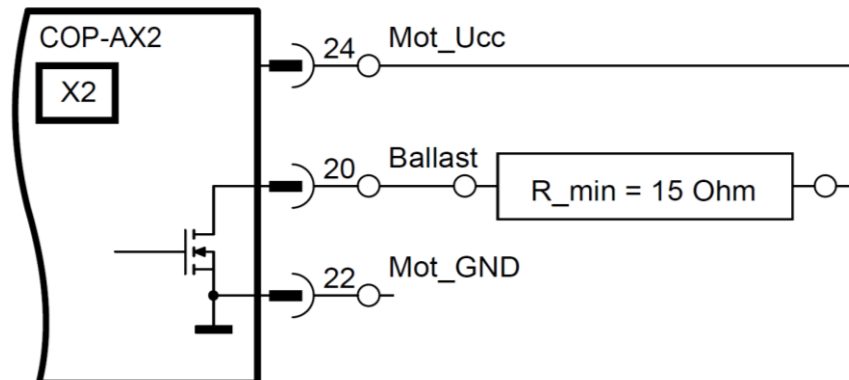 COP-AX2
X2
24 Mot_Ucc
20 Ballast
R_min = 15 Ohm
22 Mot_GND